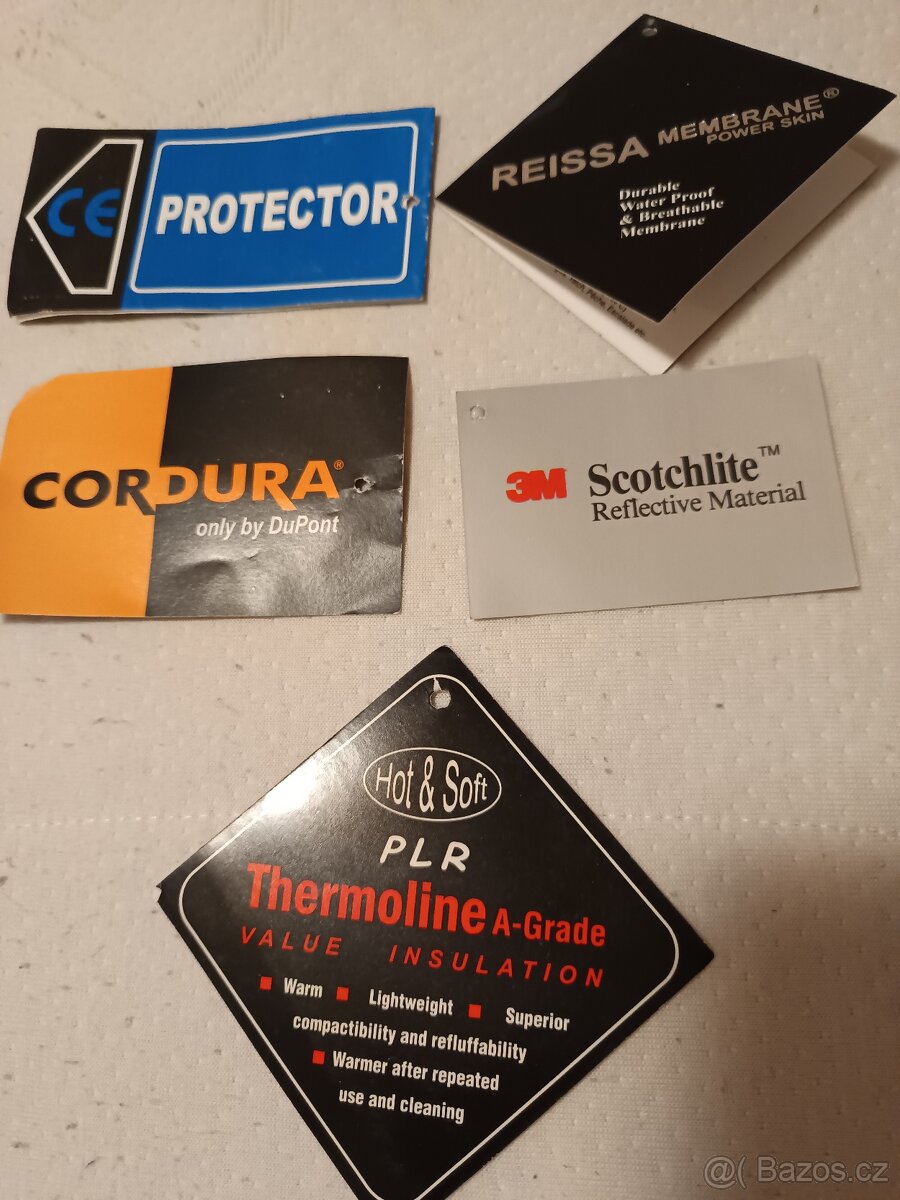 CE PROTECTOR
REISSA MEMBRANE®
POWER SKIN
Durable
Water Proof
& Breathable
Membrane
CORDURA®
only by DuPont
3M Scotchlite™
Reflective Material
Hot & Soft
PLR
Thermoline A-Grade
VALUE INSULATION
Warm Lightweight Superior
compactibility and refluffability
Warmer after repeated
use and cleaning
@( Bazos.cz